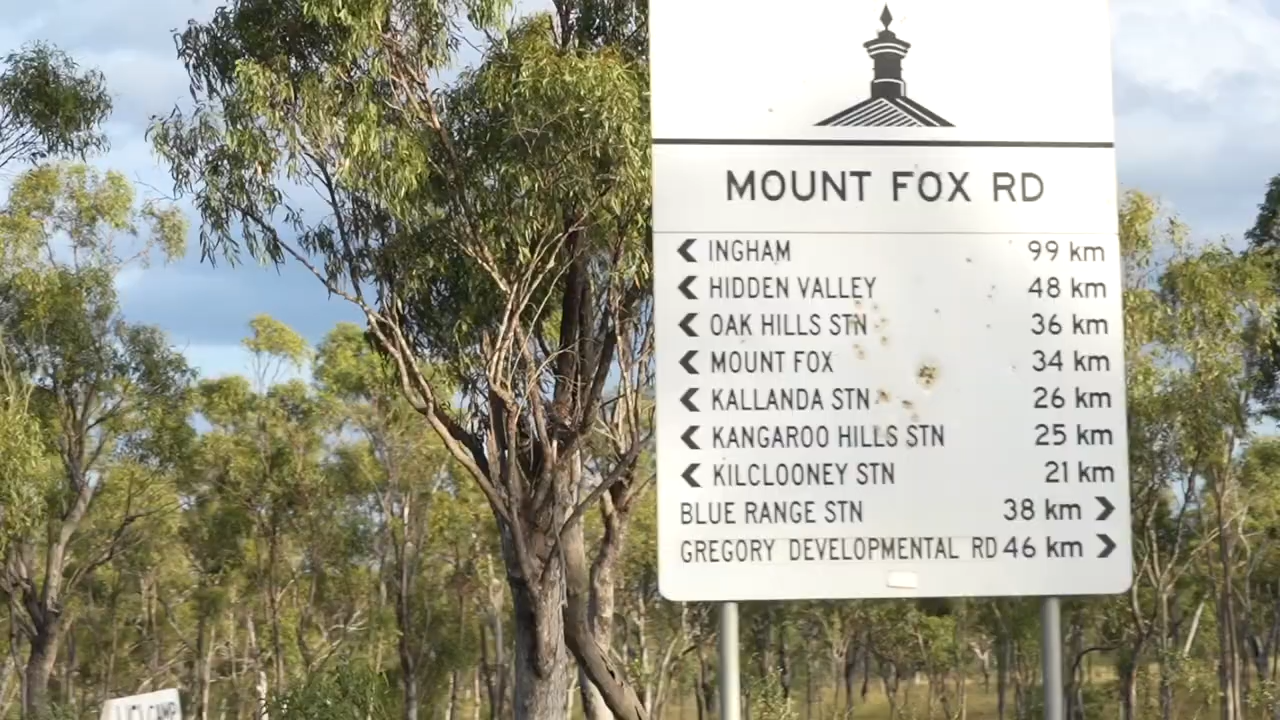 MOUNT FOX RD
INGHAM 99 km
HIDDEN VALLEY 48 km
OAK HILLS STN 36 km
MOUNT FOX 34 km
KALLANDA STN 26 km
KANGAROO HILLS STN 25 km
KILCLOONEY STN 21 km
BLUE RANGE STN 38 km
GREGORY DEVELOPMENTAL RD 46 km
CAMP